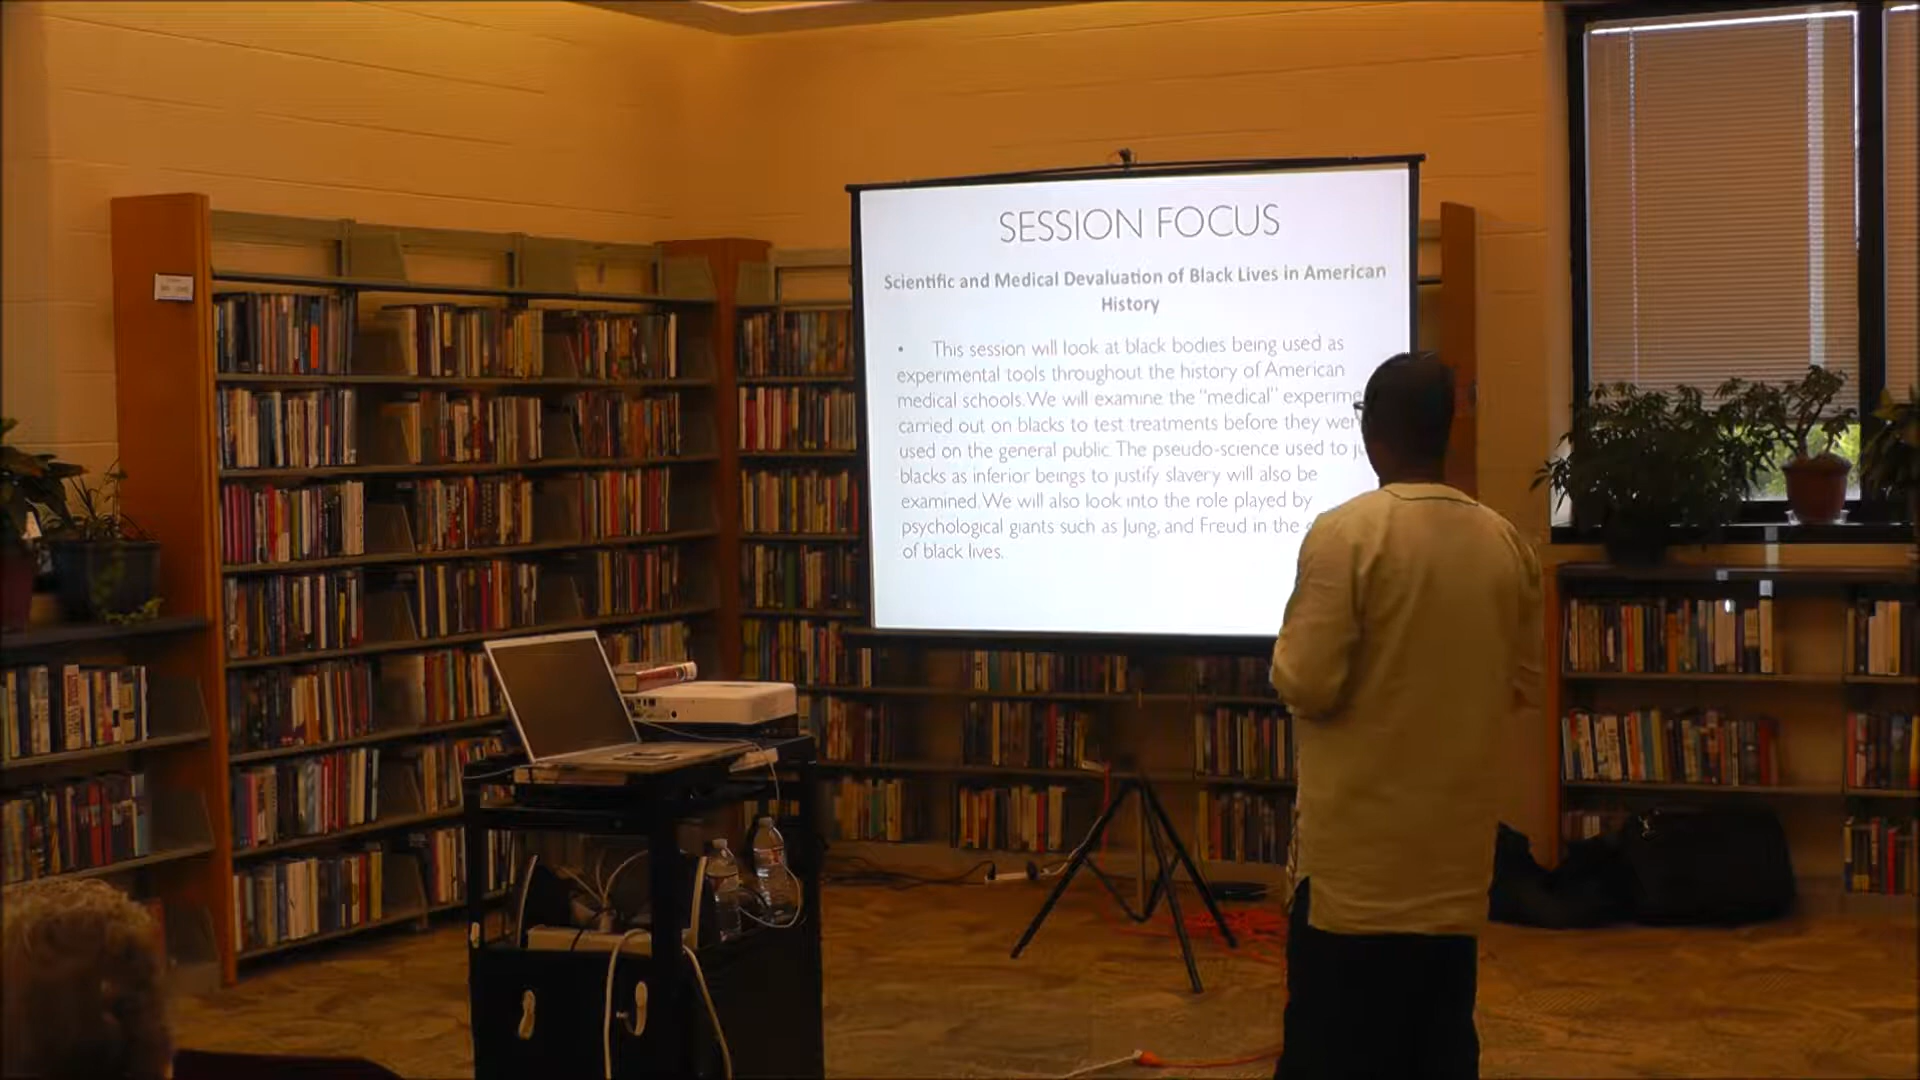 SESSION FOCUS
Scientific and Medical Devaluation of Black Lives in American
History
• This session will look at black bodies being used as
experimental tools throughout the history of American
medical schools. We will examine the "medical"
carried out on blacks to test treatments before they
used on the general public. The pseudo-science used to
blacks as inferior beings to justify slavery will also be
examined. We will also look into the role played by
psychological giants such as Jung, and Freud in the
of black lives.